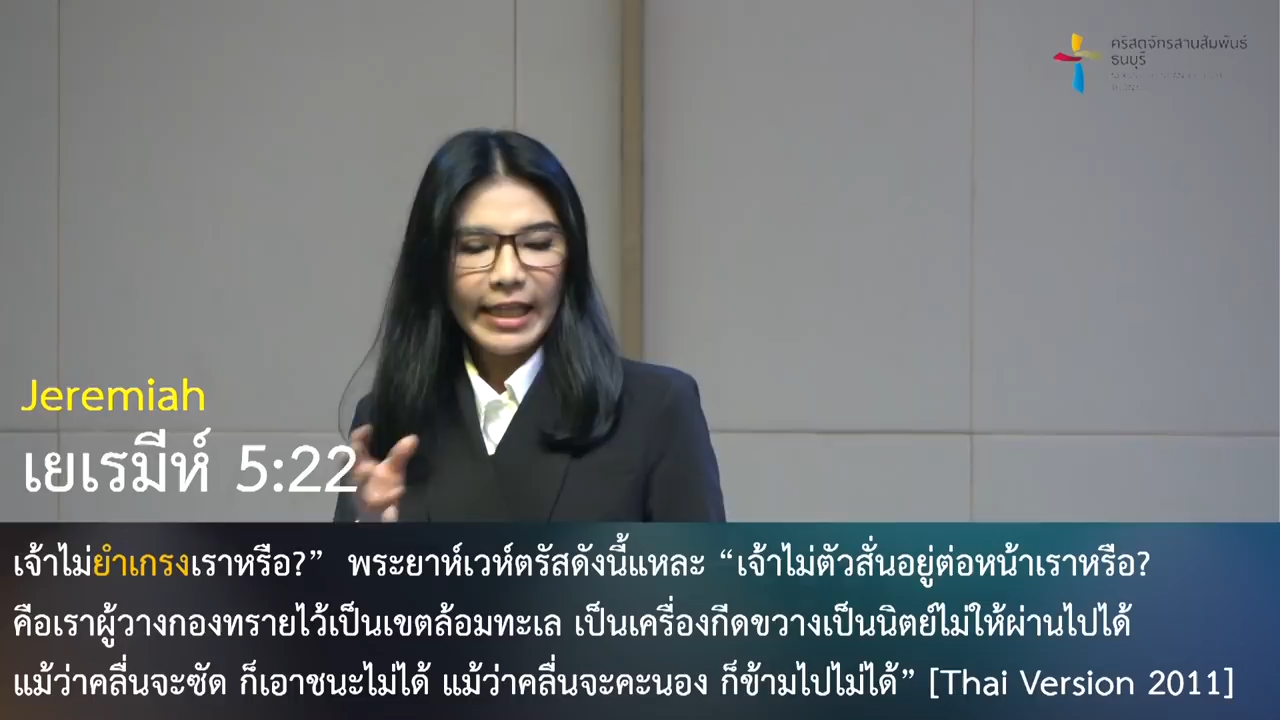 คริสตจักรสานสัมพันธ์
ธนบุรี
Jeremiah
เยเรมีห์ 5:22
เจ้าไม่ยำเกรงเราหรือ?” พระยาห์เวห์ตรัสดังนี้แหละ “เจ้าไม่ตัวสั่นอยู่ต่อหน้าเราหรือ?
คือเราผู้วางกองทรายไว้เป็นเขตล้อมทะเล เป็นเครื่องกีดขวางเป็นนิตย์ไม่ให้ผ่านไปได้
แม้ว่าคลื่นจะซัด ก็เอาชนะไม่ได้ แม้ว่าคลื่นจะคะนอง ก็ข้ามไปไม่ได้” [Thai Version 2011]